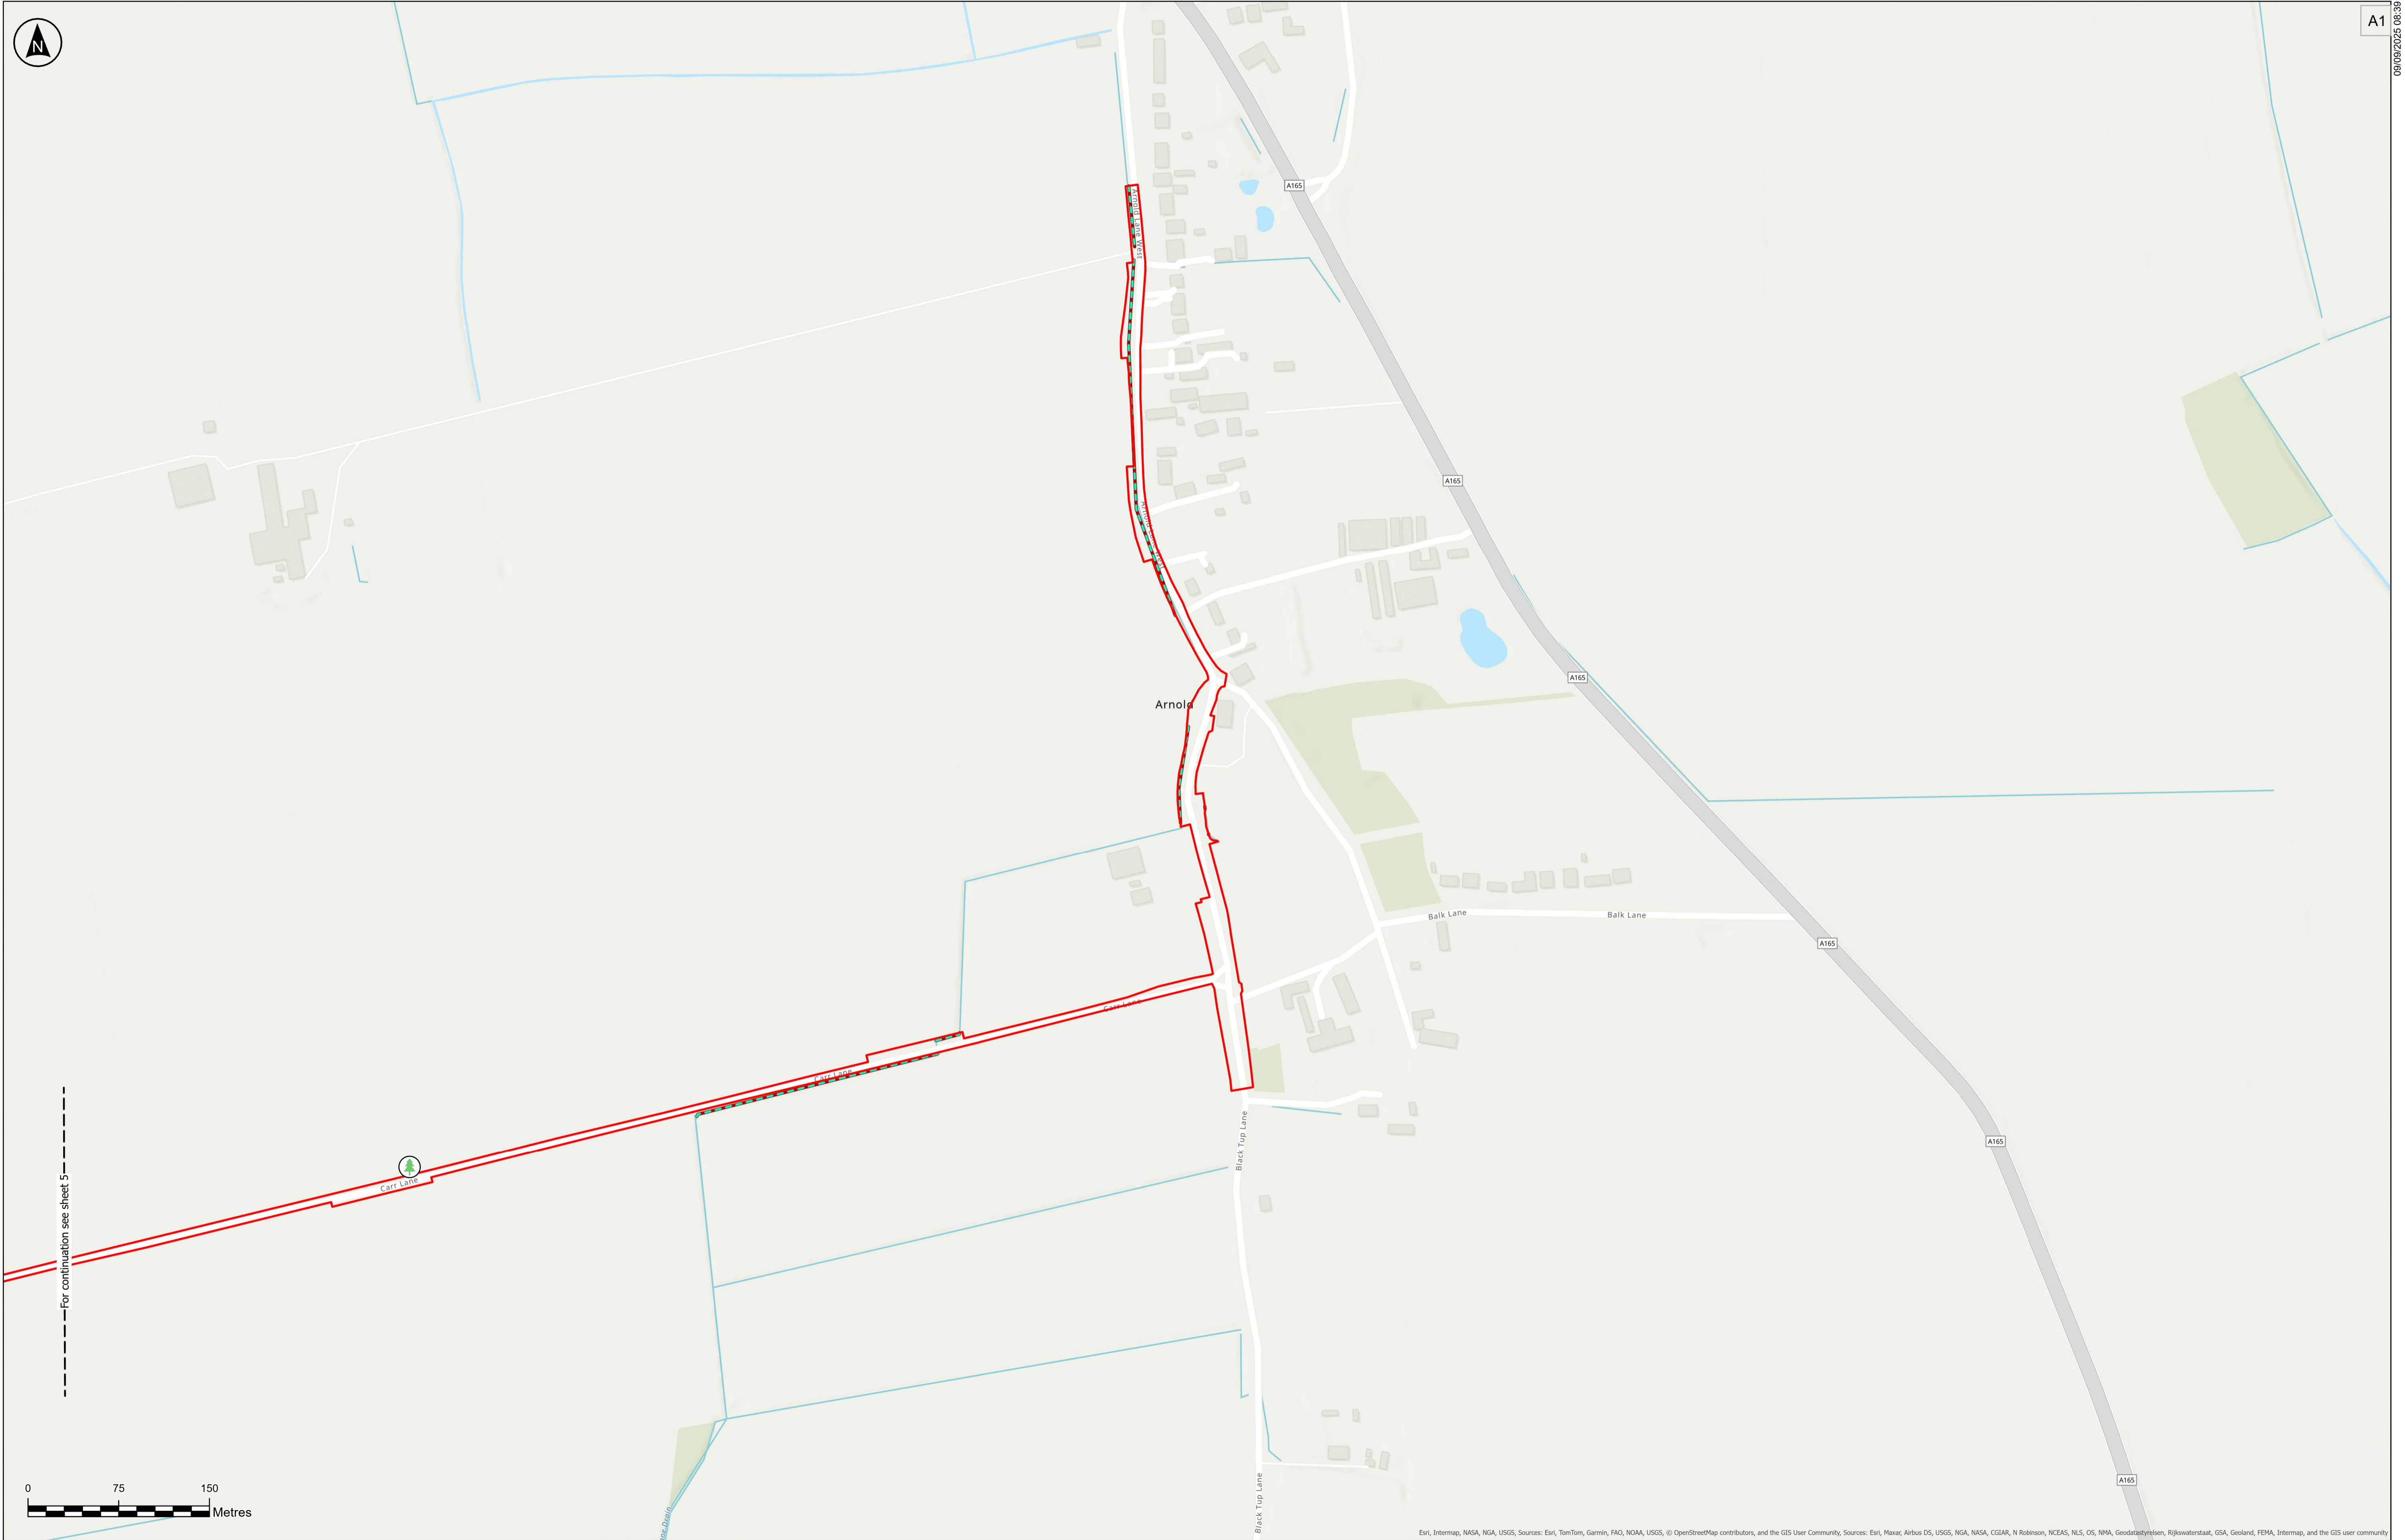 N
A1
09/09/2025 08:39
Arnold Lane West
A165
A165
A165
Arnold
Balk Lane
Balk Lane
A165
Carr Lane
Carr Lane
Carr Lane
A165
Black Tup Lane
For continuation see sheet 5
A165
Black Tup Lane
0 75 150
Metres
Drain
Esri, Intermap, NASA, NGA, USGS, Sources: Esri, TomTom, Garmin, FAO, NOAA, USGS, © OpenStreetMap contributors, and the GIS User Community, Sources: Esri, Maxar, Airbus DS, USGS, NGA, NASA, CGIAR, N Robinson, NCEAS, NLS, OS, NMA, Geodatastyrelsen, Rijkswaterstaat, GSA, Geoland, FEMA, Intermap, and the GIS user community